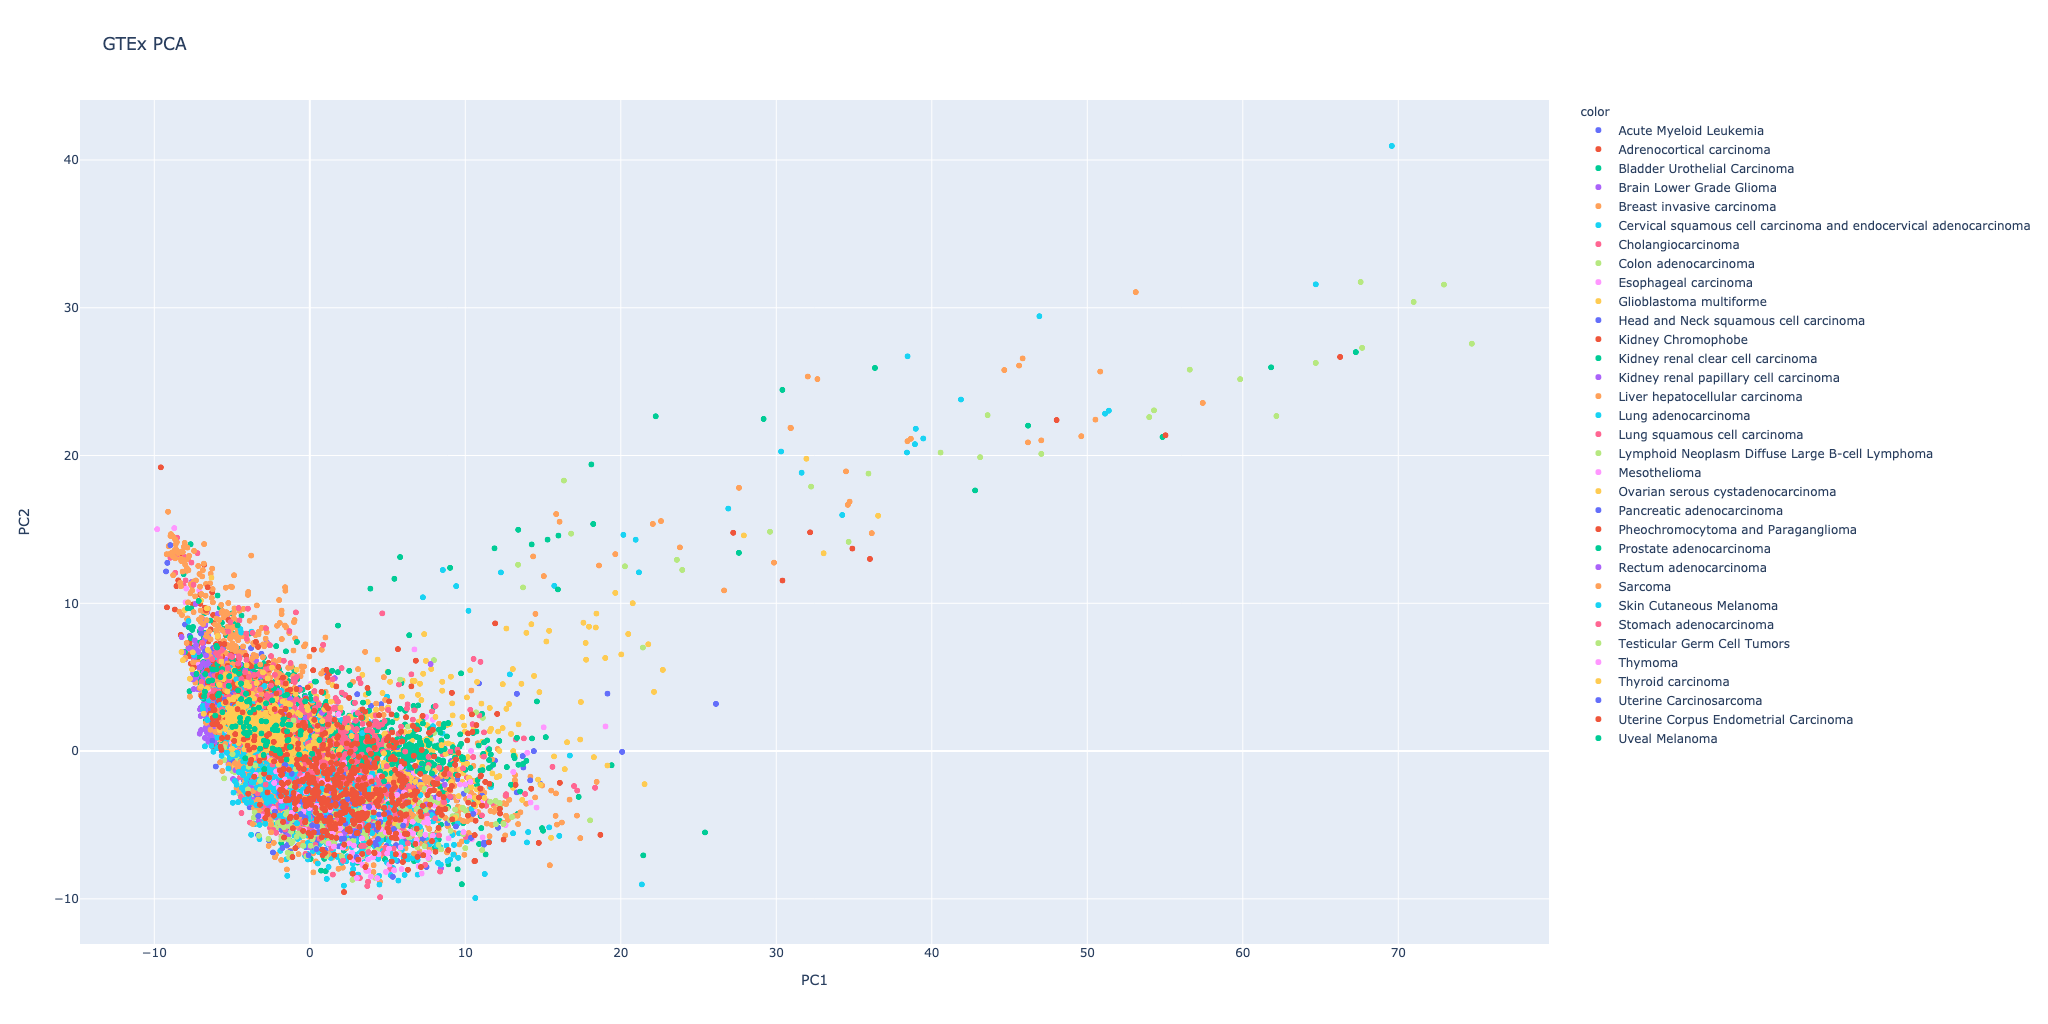 GTEx PCA
PC2
40
30
20
10
0
−10
−10
0
10
20
30
40
50
60
70
PC1
color
Acute Myeloid Leukemia
Adrenocortical carcinoma
Bladder Urothelial Carcinoma
Brain Lower Grade Glioma
Breast invasive carcinoma
Cervical squamous cell carcinoma and endocervical adenocarcinoma
Cholangiocarcinoma
Colon adenocarcinoma
Esophageal carcinoma
Glioblastoma multiforme
Head and Neck squamous cell carcinoma
Kidney Chromophobe
Kidney renal clear cell carcinoma
Kidney renal papillary cell carcinoma
Liver hepatocellular carcinoma
Lung adenocarcinoma
Lung squamous cell carcinoma
Lymphoid Neoplasm Diffuse Large B-cell Lymphoma
Mesothelioma
Ovarian serous cystadenocarcinoma
Pancreatic adenocarcinoma
Pheochromocytoma and Paraganglioma
Prostate adenocarcinoma
Rectum adenocarcinoma
Sarcoma
Skin Cutaneous Melanoma
Stomach adenocarcinoma
Testicular Germ Cell Tumors
Thymoma
Thyroid carcinoma
Uterine Carcinosarcoma
Uterine Corpus Endometrial Carcinoma
Uveal Melanoma